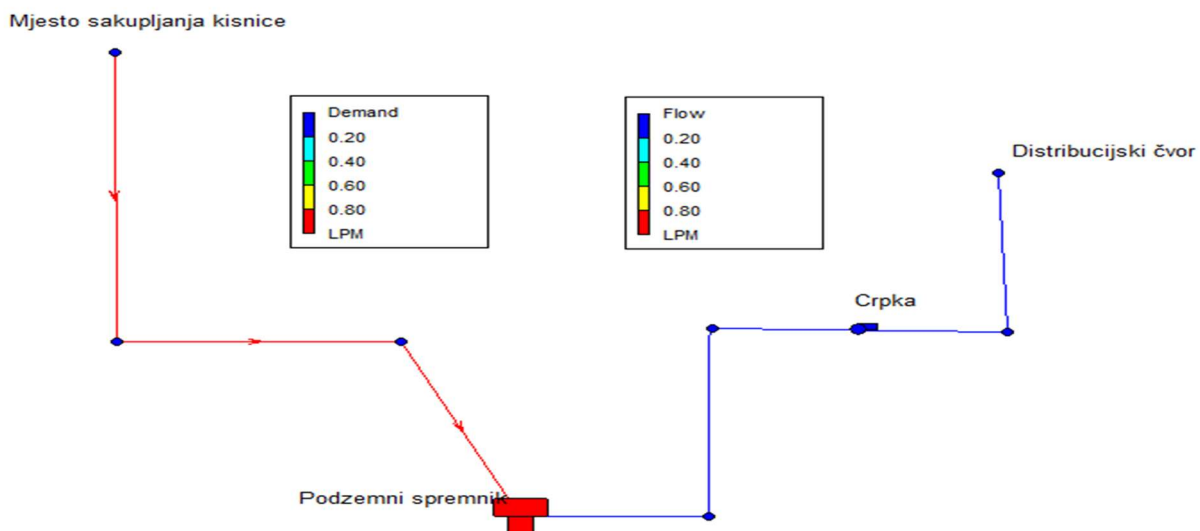 Mjesto sakupljanja kisnice
Demand
0.20
0.40
0.60
0.80
LPM
Flow
0.20
0.40
0.60
0.80
LPM
Distribucijski čvor
Crpka
Podzemni spremnik